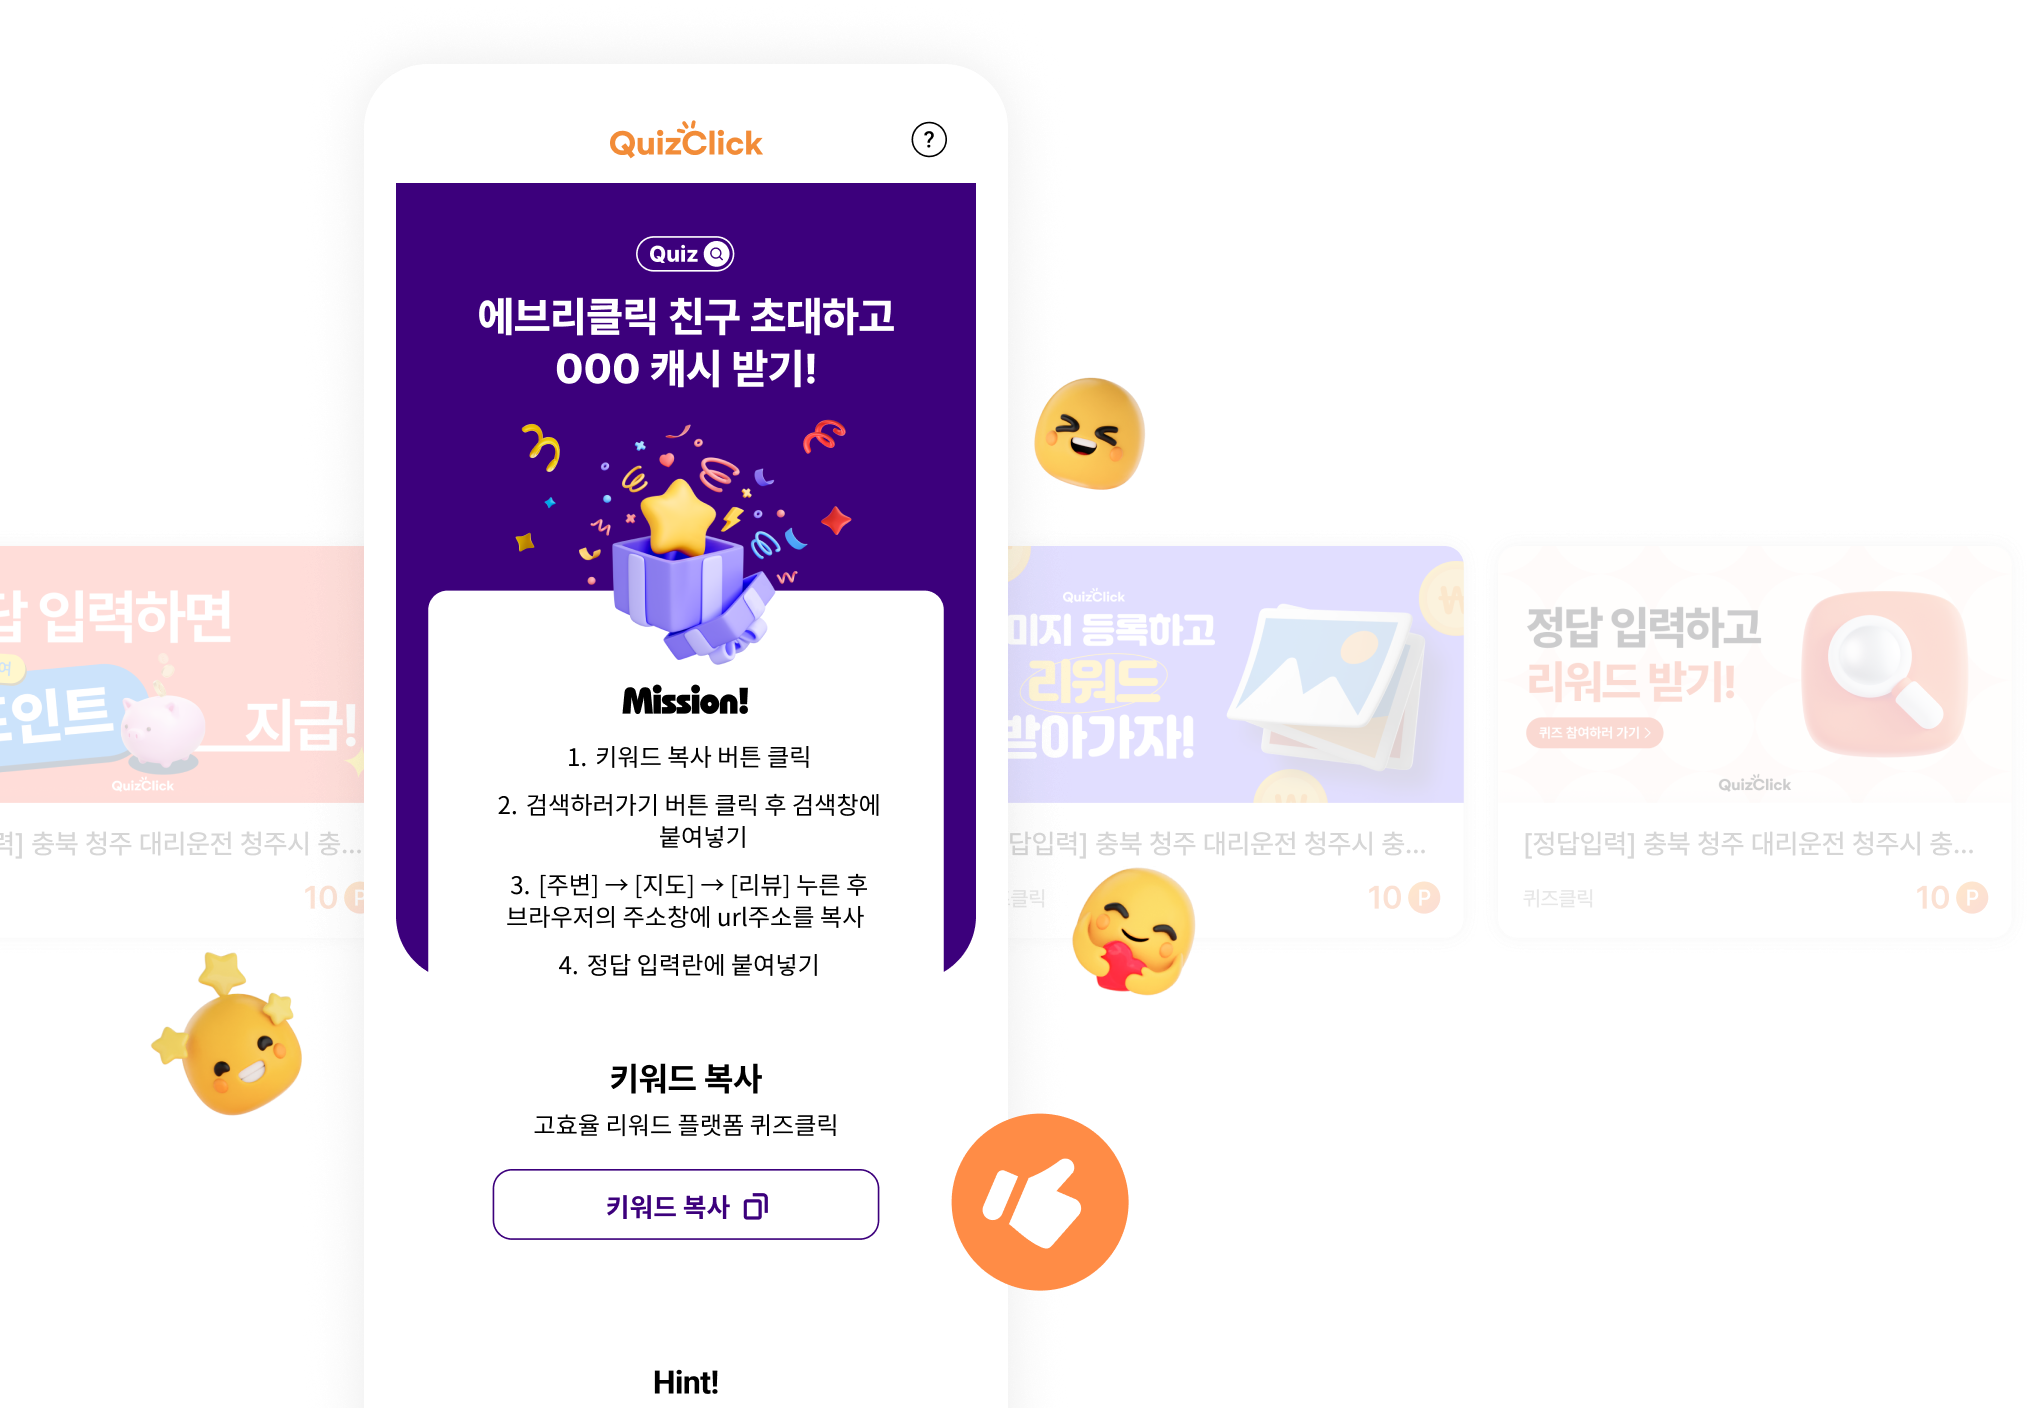 QuizClick
?
Quiz
에브리클릭 친구 초대하고
000 캐시 받기!
Mission!
1. 키워드 복사 버튼 클릭
2. 검색하러가기 버튼 클릭 후 검색창에
붙여넣기
3. [주변] → [지도] → [리뷰] 누른 후
브라우저의 주소창에 url주소를 복사
4. 정답 입력란에 붙여넣기
키워드 복사
고효율 리워드 플랫폼 퀴즈클릭
키워드 복사
Hint!
답 입력하면
여
포인트 지급!
QuizClick
력] 충북 청주 대리운전 청주시 충...
10 P
QuizClick
미지 등록하고
리워드
받아가자!
답입력] 충북 청주 대리운전 청주시 충...
즈클릭
10 P
정답 입력하고
리워드 받기!
퀴즈 참여하러 가기 >
QuizClick
[정답입력] 충북 청주 대리운전 청주시 충...
퀴즈클릭
10 P